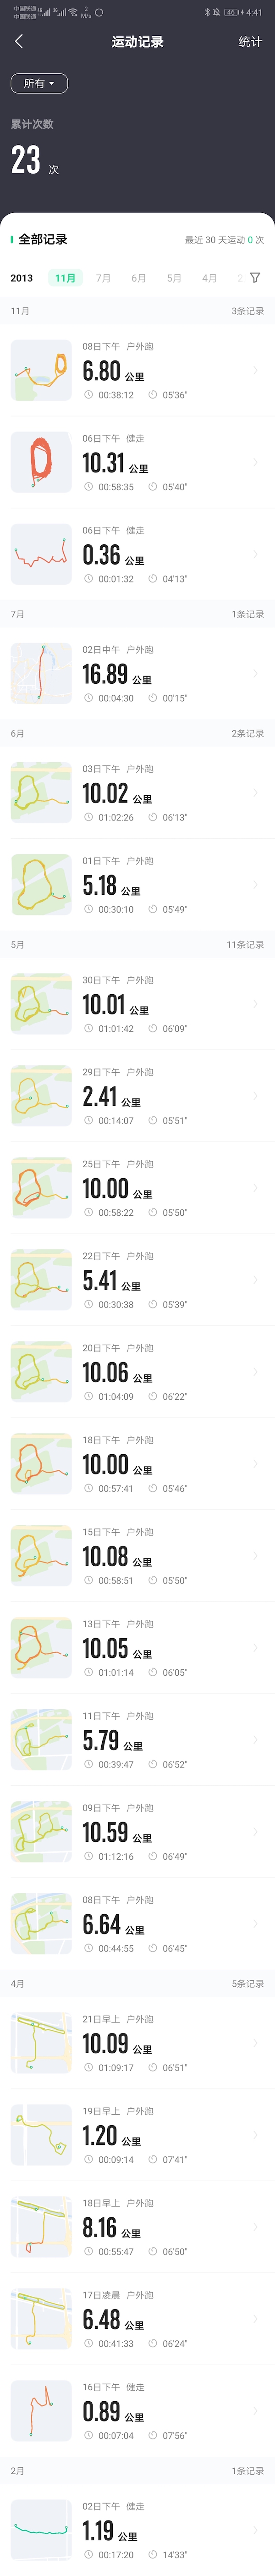 中国联通 4G 3G 2 M/s 46 4:41
中国联通
运动记录 统计
所有
累计次数
23 次
全部记录 最近 30 天运动 0 次
2013 11月 7月 6月 5月 4月 2
11月 3条记录
08日下午 户外跑
6.80 公里
00:38:12 05'36"
06日下午 健走
10.31 公里
00:58:35 05'40"
06日下午 健走
0.36 公里
00:01:32 04'13"
7月 1条记录
02日中午 户外跑
16.89 公里
00:04:30 00'15"
6月 2条记录
03日下午 户外跑
10.02 公里
01:02:26 06'13"
01日下午 户外跑
5.18 公里
00:30:10 05'49"
5月 11条记录
30日下午 户外跑
10.01 公里
01:01:42 06'09"
29日下午 户外跑
2.41 公里
00:14:07 05'51"
25日下午 户外跑
10.00 公里
00:58:22 05'50"
22日下午 户外跑
5.41 公里
00:30:38 05'39"
20日下午 户外跑
10.06 公里
01:04:09 06'22"
18日下午 户外跑
10.00 公里
00:57:41 05'46"
15日下午 户外跑
10.08 公里
00:58:51 05'50"
13日下午 户外跑
10.05 公里
01:01:14 06'05"
11日下午 户外跑
5.79 公里
00:39:47 06'52"
09日下午 户外跑
10.59 公里
01:12:16 06'49"
08日下午 户外跑
6.64 公里
00:44:55 06'45"
4月 5条记录
21日早上 户外跑
10.09 公里
01:09:17 06'51"
19日早上 户外跑
1.20 公里
00:09:14 07'41"
18日早上 户外跑
8.16 公里
00:55:47 06'50"
17日凌晨 户外跑
6.48 公里
00:41:33 06'24"
16日下午 健走
0.89 公里
00:07:04 07'56"
2月 1条记录
02日下午 健走
1.19 公里
00:17:20 14'33"